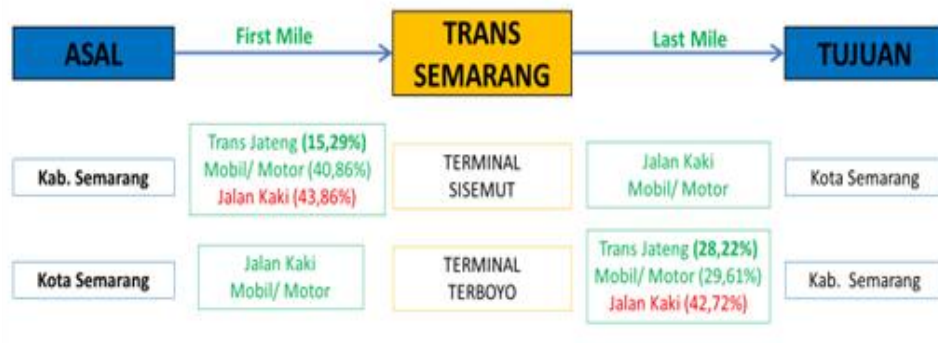 ASAL
First Mile
TRANS
SEMARANG
Last Mile
TUJUAN
Kab. Semarang
Trans Jateng (15,29%)
Mobil/ Motor (40,86%)
Jalan Kaki (43,86%)
TERMINAL
SISEMUT
Jalan Kaki
Mobil/ Motor
Kota Semarang
Kota Semarang
Jalan Kaki
Mobil/ Motor
TERMINAL
TERBOYO
Trans Jateng (28,22%)
Mobil/ Motor (29,61%)
Jalan Kaki (42,72%)
Kab. Semarang